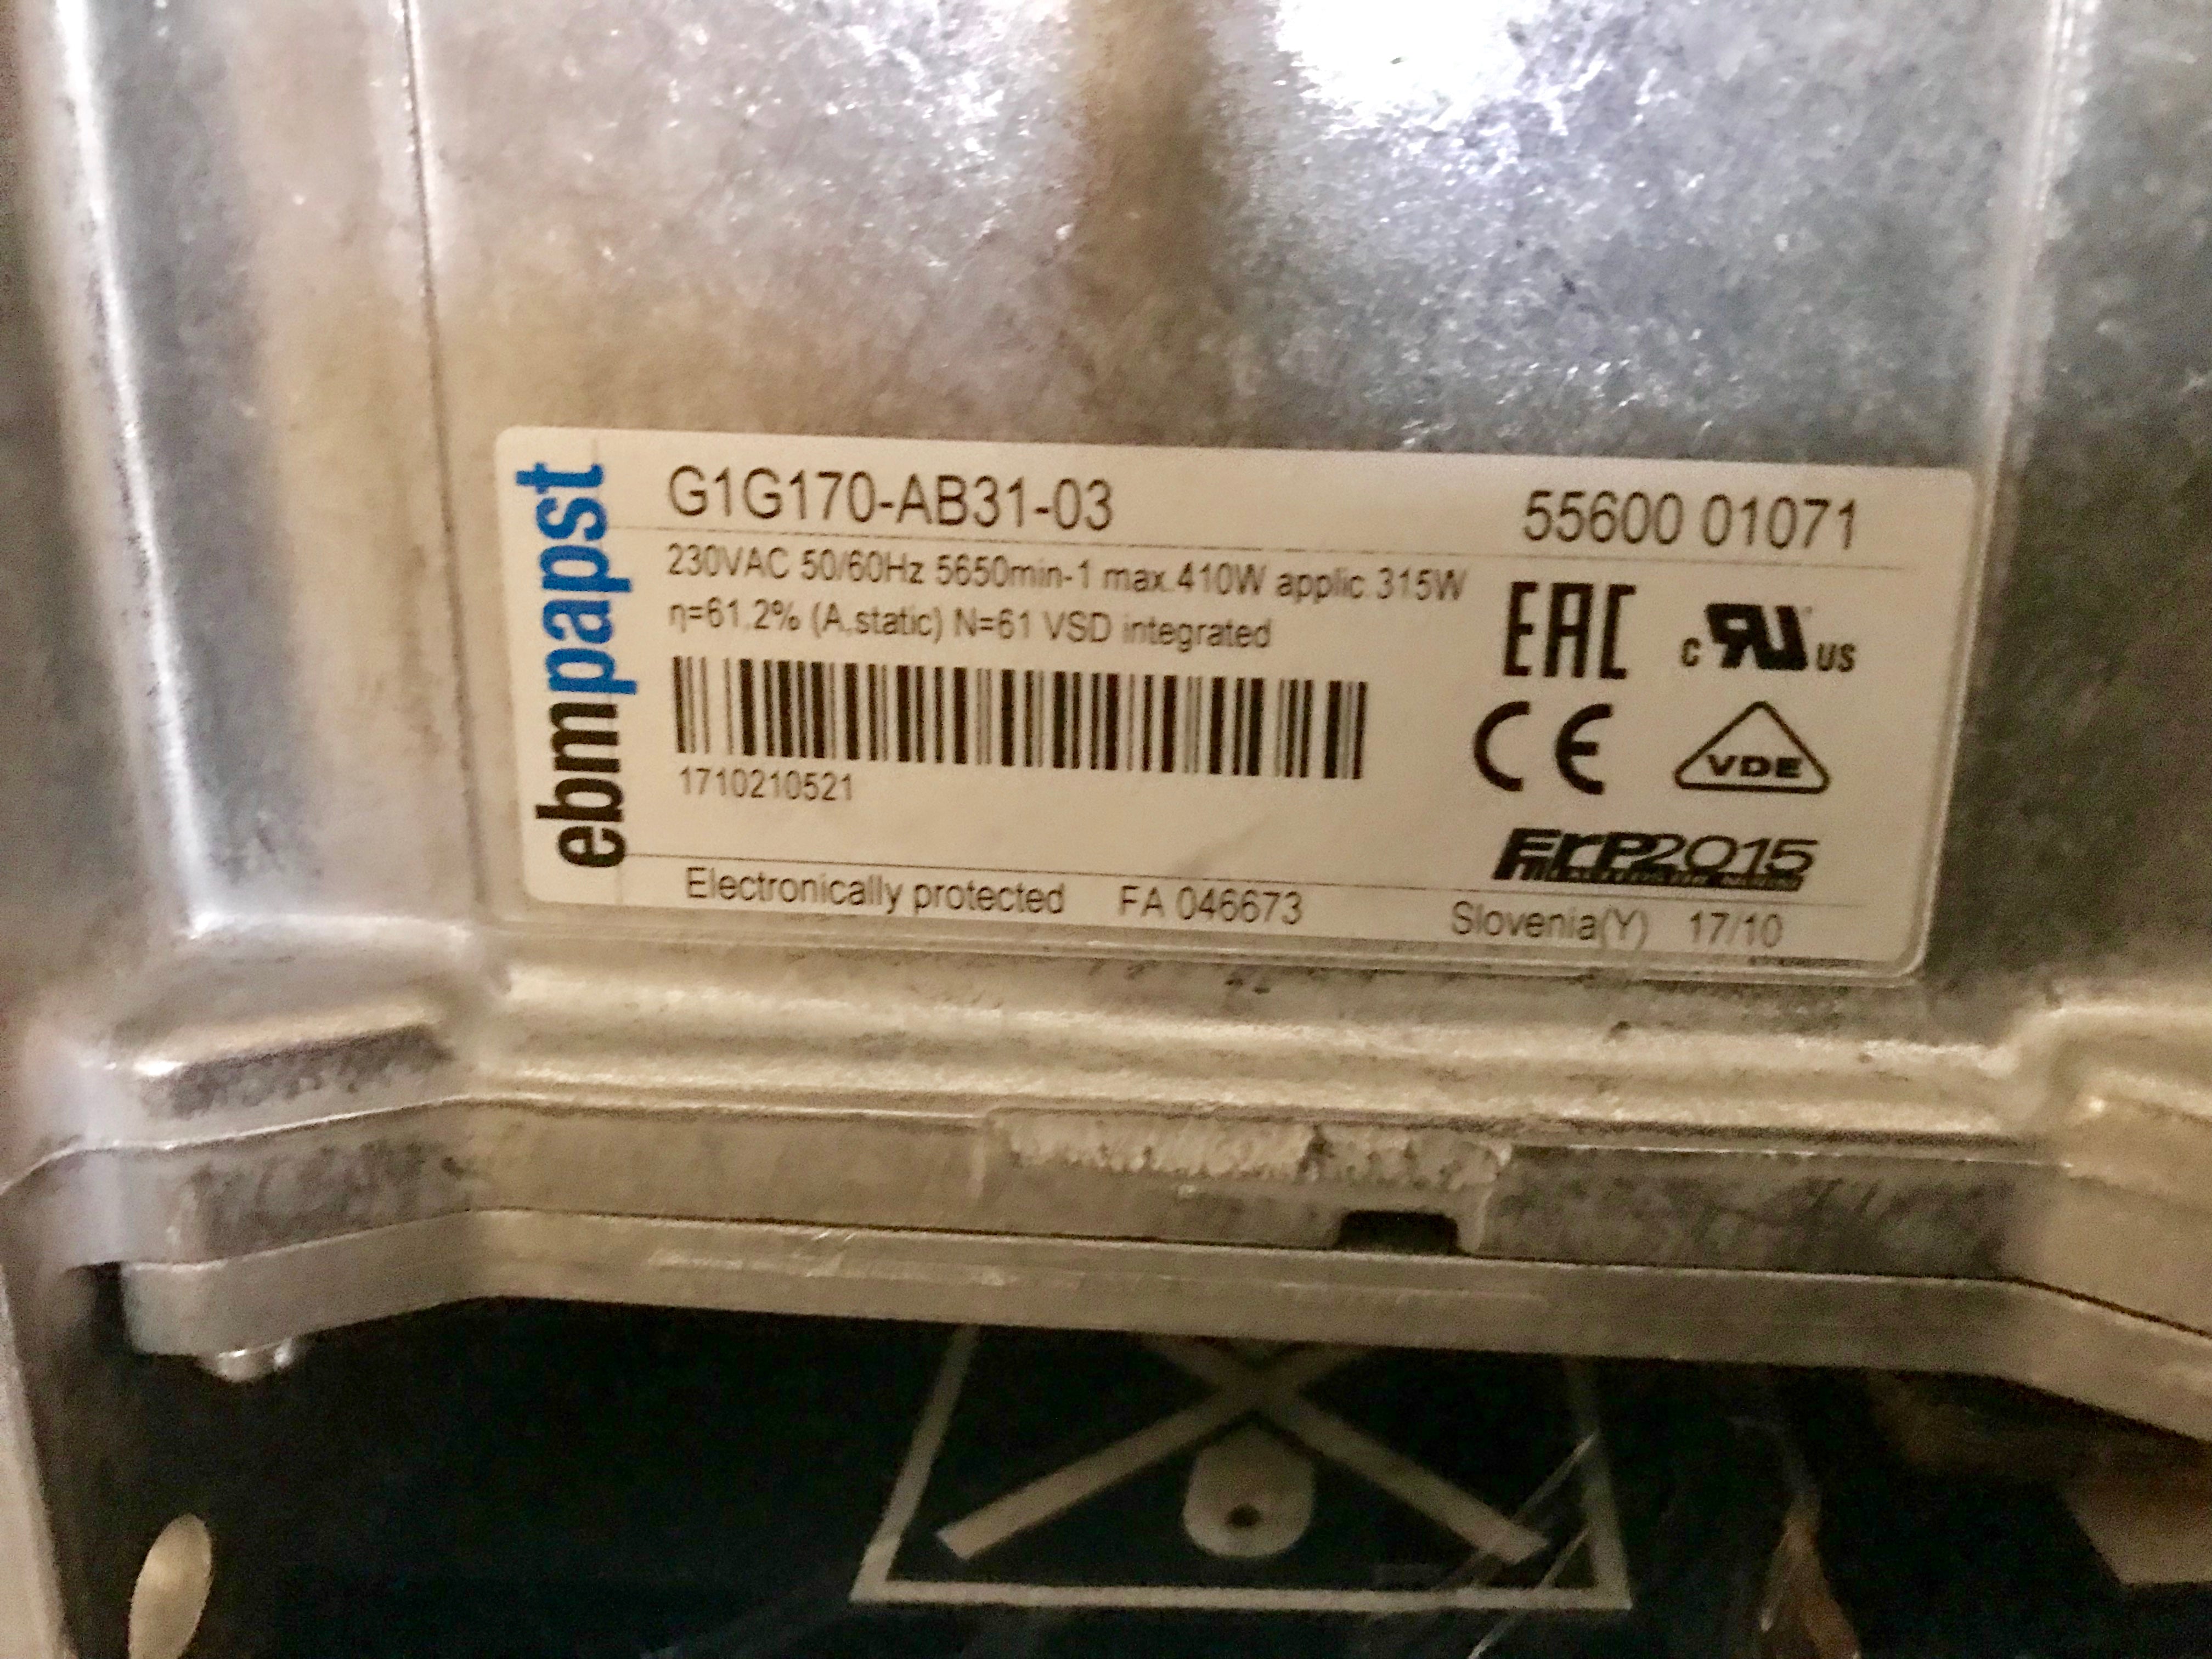 ebmpapst
G1G170-AB31-03
55600 01071
230VAC 50/60Hz 5650min-1 max.410W applic.315W
η=61.2% (A,static) N=61 VSD integrated
EAC
c RU US
1710210521
CE
VDE
ErP2015
Electronically protected FA 046673
Slovenia(Y) 17/10